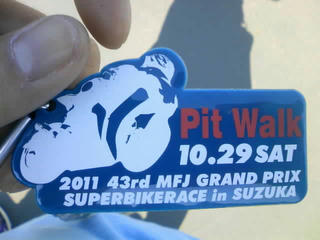 Pit Walk
10.29 SAT
2011 43rd MFJ GRAND PRIX
SUPERBIKERACE in SUZUKA